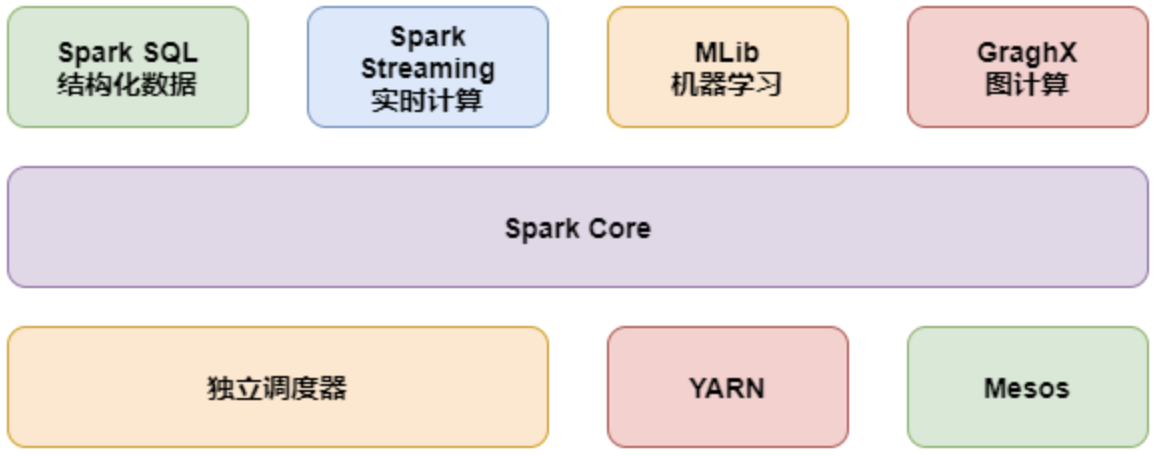 Spark SQL
结构化数据
Spark
Streaming
实时计算
MLib
机器学习
GraghX
图计算
Spark Core
独立调度器
YARN
Mesos